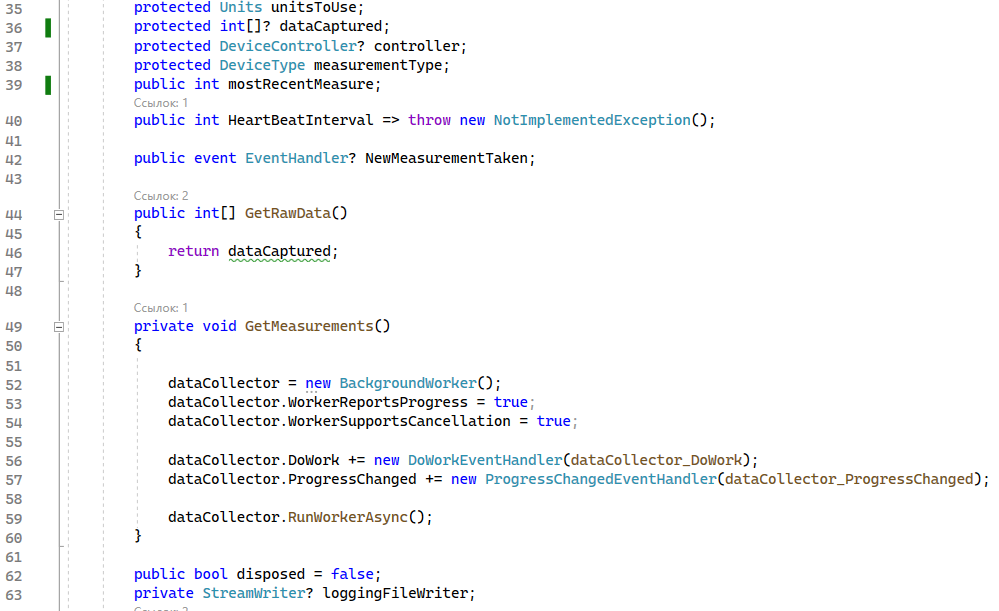 35 protected Units unitsToUse;
36 protected int[]? dataCaptured;
37 protected DeviceController? controller;
38 protected DeviceType measurementType;
39 public int mostRecentMeasure;
Ссылок: 1
40 public int HeartBeatInterval => throw new NotImplementedException();
41
42 public event EventHandler? NewMeasurementTaken;
43
Ссылок: 2
44 public int[] GetRawData()
45 {
46 return dataCaptured;
47 }
48
Ссылок: 1
49 private void GetMeasurements()
50 {
51
52 dataCollector = new BackgroundWorker();
53 dataCollector.WorkerReportsProgress = true;
54 dataCollector.WorkerSupportsCancellation = true;
55
56 dataCollector.DoWork += new DoWorkEventHandler(dataCollector_DoWork);
57 dataCollector.ProgressChanged += new ProgressChangedEventHandler(dataCollector_ProgressChanged);
58
59 dataCollector.RunWorkerAsync();
60 }
61
62 public bool disposed = false;
63 private StreamWriter? loggingFileWriter;